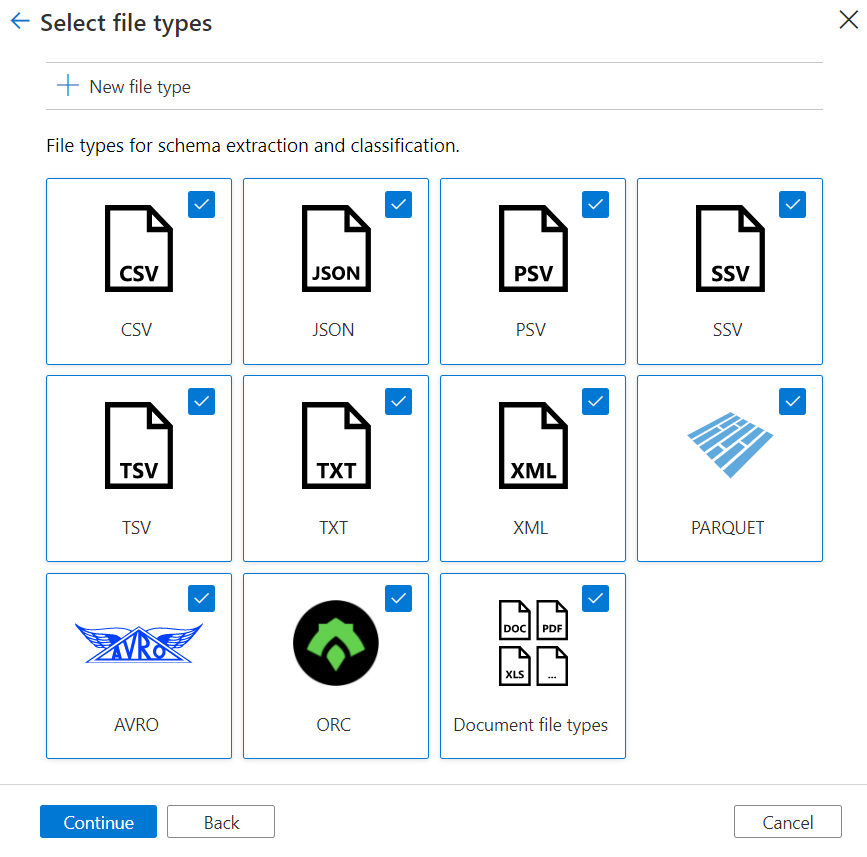 Select file types
New file type
File types for schema extraction and classification.
CSV JSON PSV SSV
CSV JSON PSV SSV
TSV TXT XML
TSV TXT XML PARQUET
DOC PDF
AVRO
XLS ...
AVRO ORC Document file types
Continue Back Cancel